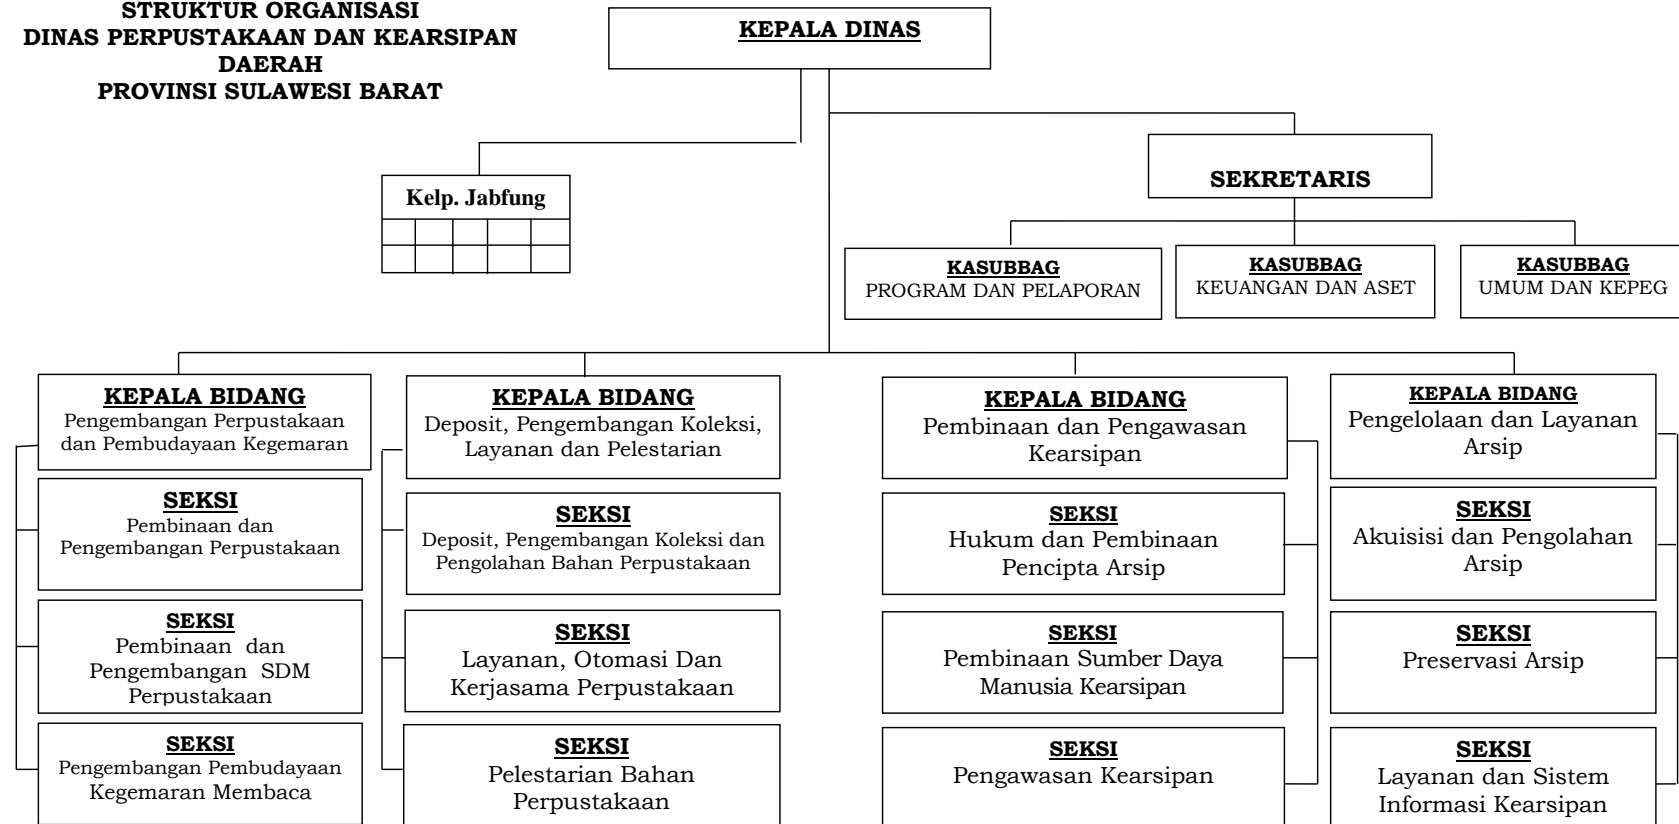 STRUKTUR ORGANISASI
DINAS PERPUSTAKAAN DAN KEARSIPAN
DAERAH
PROVINSI SULAWESI BARAT
KEPALA DINAS
Kelp. Jabfung
SEKRETARIS
KASUBBAG
PROGRAM DAN PELAPORAN
KASUBBAG
KEUANGAN DAN ASET
KASUBBAG
UMUM DAN KEPEG
KEPALA BIDANG
Pengembangan Perpustakaan
dan Pembudayaan Kegemaran
SEKSI
Pembinaan dan
Pengembangan Perpustakaan
SEKSI
Pembinaan dan
Pengembangan SDM
Perpustakaan
SEKSI
Pengembangan Pembudayaan
Kegemaran Membaca
KEPALA BIDANG
Deposit, Pengembangan Koleksi,
Layanan dan Pelestarian
SEKSI
Deposit, Pengembangan Koleksi dan
Pengolahan Bahan Perpustakaan
SEKSI
Layanan, Otomasi Dan
Kerjasama Perpustakaan
SEKSI
Pelestarian Bahan
Perpustakaan
KEPALA BIDANG
Pembinaan dan Pengawasan
Kearsipan
SEKSI
Hukum dan Pembinaan
Pencipta Arsip
SEKSI
Pembinaan Sumber Daya
Manusia Kearsipan
SEKSI
Pengawasan Kearsipan
KEPALA BIDANG
Pengelolaan dan Layanan
Arsip
SEKSI
Akuisisi dan Pengolahan
Arsip
SEKSI
Preservasi Arsip
SEKSI
Layanan dan Sistem
Informasi Kearsipan